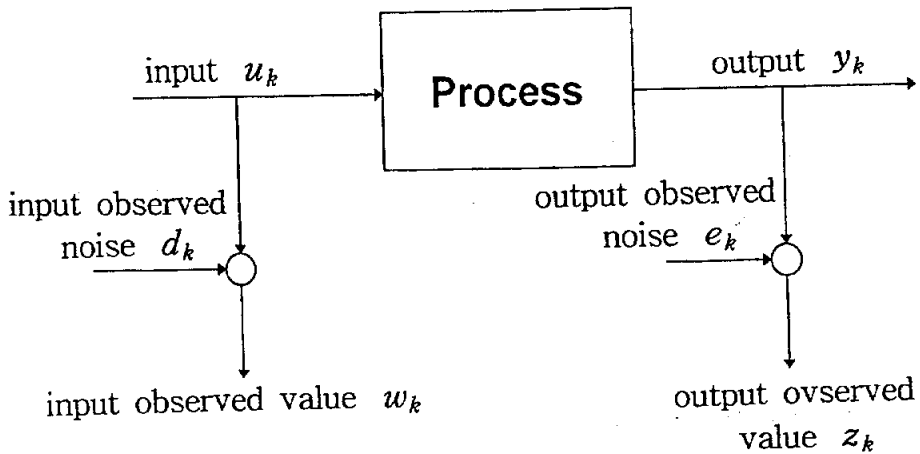 input u_k
Process
output y_k
input observed
noise d_k
output observed
noise e_k
input observed value w_k
output ovserved
value z_k